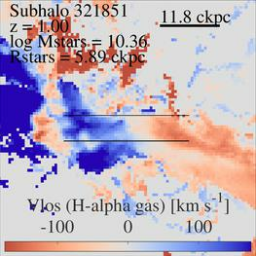 Subhalo 321851
11.8 ckpc
z = 1.00
log Mstars = 10.36
Rstars = 5.89 ckpc
Vlos (H-alpha gas) [km s⁻¹]
-100 0 100